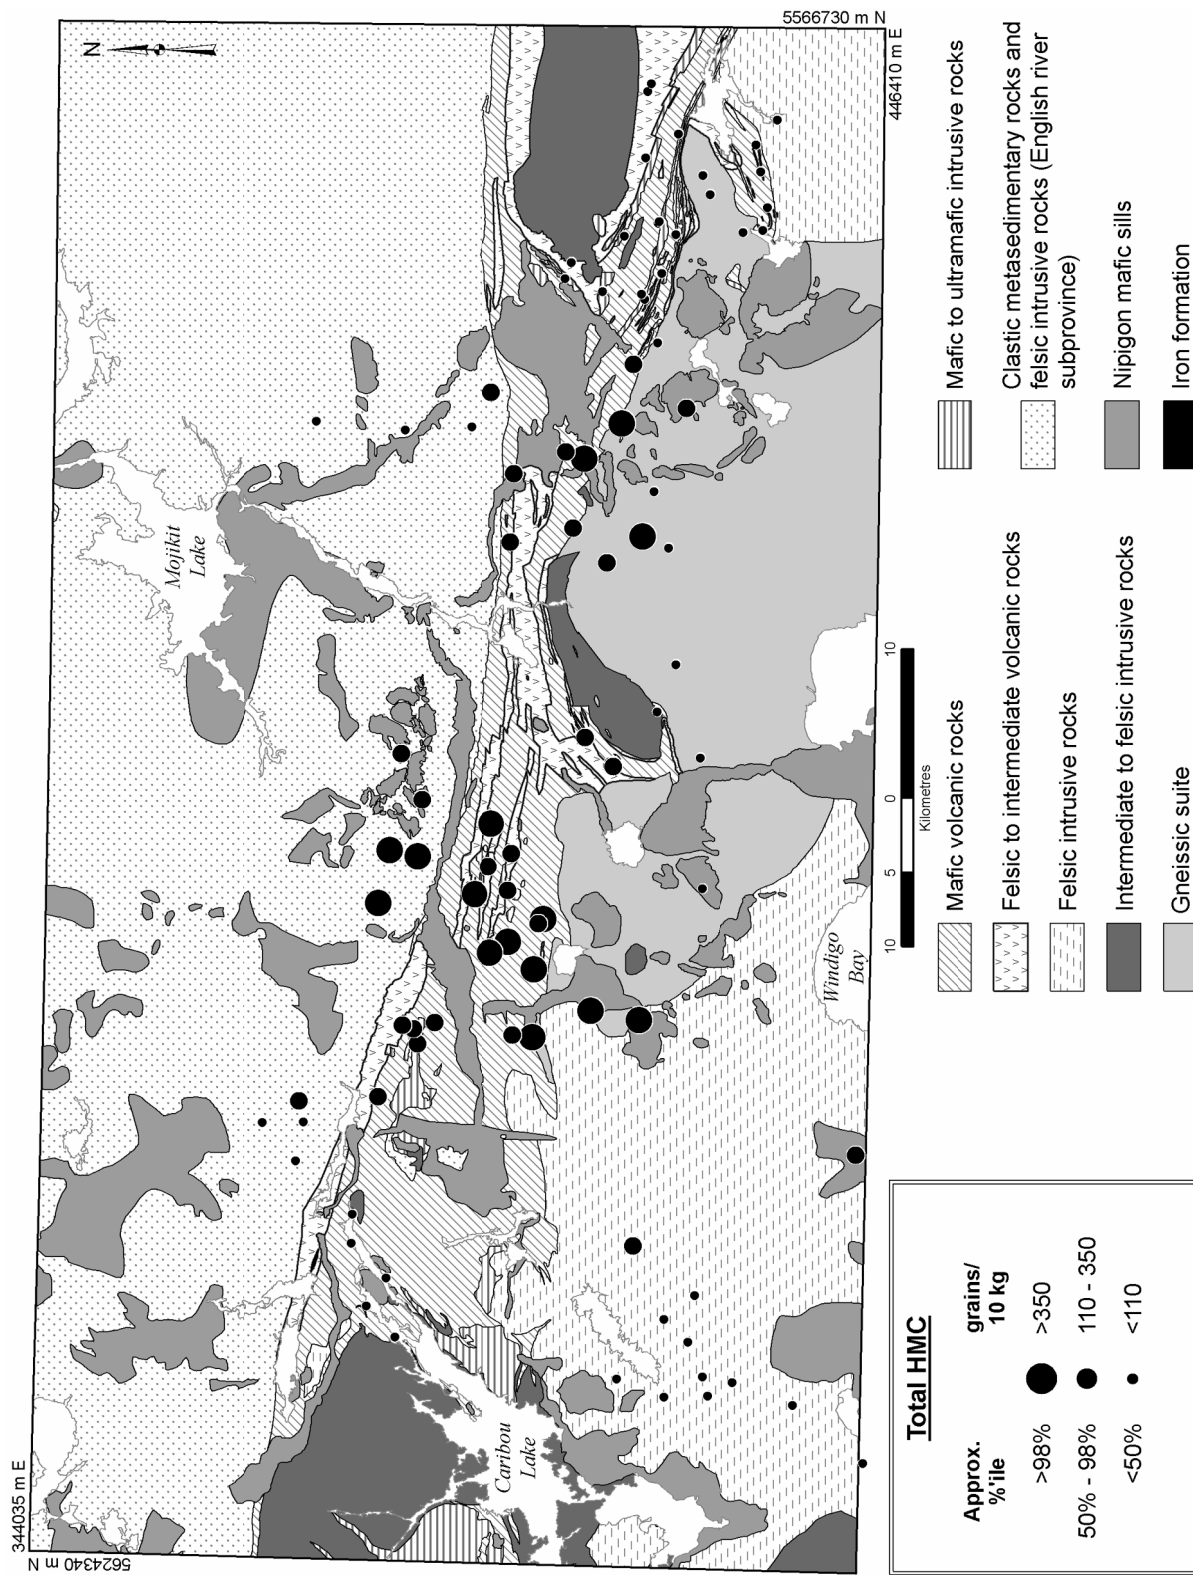 344035 m E
5624340 m N
N
5566730 m N
446410 m E
Mojikit
Lake
Caribou
Lake
Windigo
Bay
10
5
0
10
Kilometres
Total HMC
Approx.
%'ile
grains/
10 kg
>98%
>350
50% - 98%
110 - 350
<50%
<110
Mafic volcanic rocks
Felsic to intermediate volcanic rocks
Felsic intrusive rocks
Intermediate to felsic intrusive rocks
Gneissic suite
Mafic to ultramafic intrusive rocks
Clastic metasedimentary rocks and
felsic intrusive rocks (English river
subprovince)
Nipigon mafic sills
Iron formation